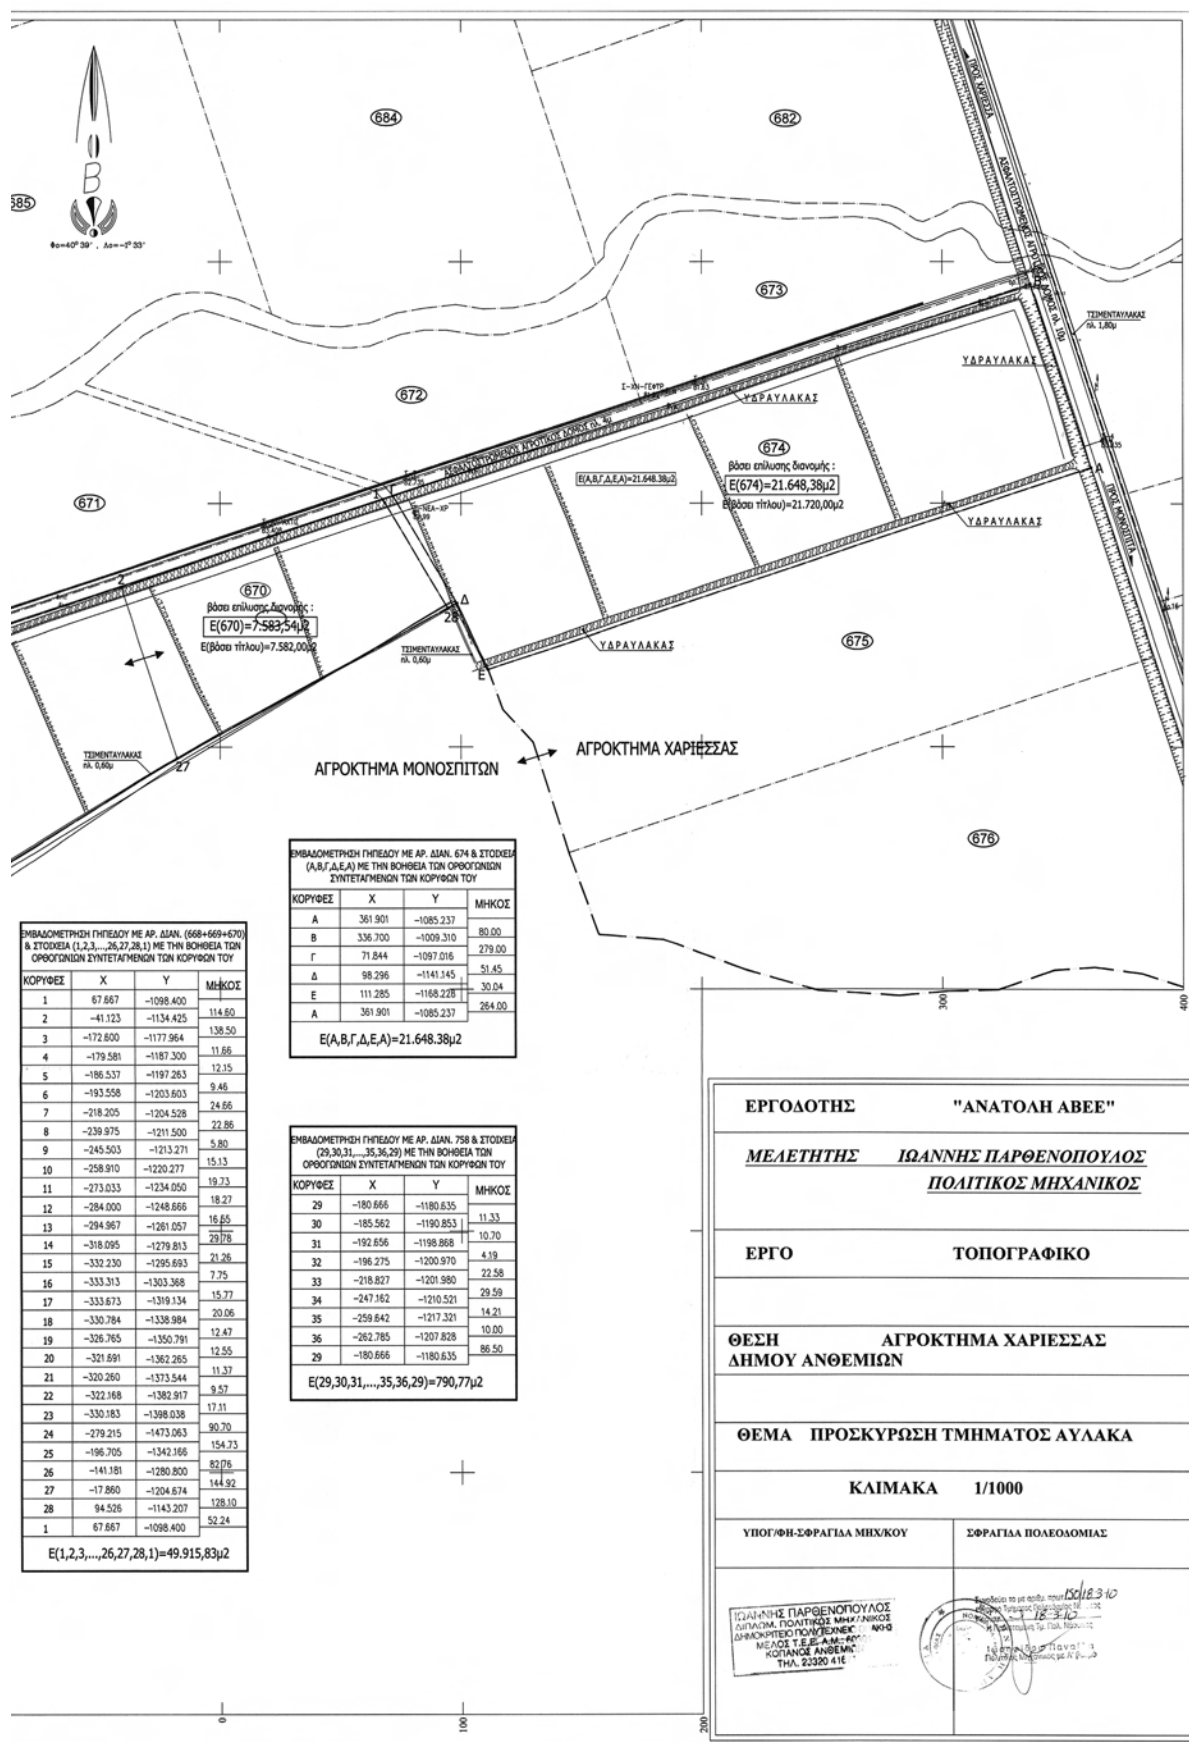 684
682
685
Β
Φο=40° 39' , Λο=-1° 33'
ΠΡΟΣ ΧΑΡΙΕΣΣΑ
ΑΣΦΑΛΤΟΣΤΡΩΜΕΝΟΣ ΑΓΡΟΤΙΚΟΣ ΔΟΜΟΣ πλ. 10μ
673
ΤΣΙΜΕΝΤΑΥΛΑΚΑΣ
πλ. 1,80μ
ΥΔΡΑΥΛΑΚΑΣ
672
ΥΔΡΑΥΛΑΚΑΣ
ΑΣΦΑΛΤΟΣΤΡΩΜΕΝΟΣ ΑΓΡΟΤΙΚΟΣ ΔΟΜΟΣ πλ. 4μ
674
βάσει επίλυσης διανομής :
Ε(674)=21.648,38μ2
Ε(βάσει τίτλου)=21.720,00μ2
Ε(Α,Β,Γ,Δ,Ε,Α)=21.648.38μ2
Α
ΠΡΟΣ ΜΟΝΟΣΠΙΤΑ
671
1
Γ
ΥΔΡΑΥΛΑΚΑΣ
2
670
βάσει επίλυσης διανομής :
Ε(670)=7.583,54μ2
Ε(βάσει τίτλου)=7.582,00μ2
Δ
28
ΤΣΙΜΕΝΤΑΥΛΑΚΑΣ
πλ. 0,60μ
Ε
ΥΔΡΑΥΛΑΚΑΣ
675
ΤΣΙΜΕΝΤΑΥΛΑΚΑΣ
πλ. 0,60μ
27
ΑΓΡΟΚΤΗΜΑ ΜΟΝΟΣΠΙΤΩΝ
ΑΓΡΟΚΤΗΜΑ ΧΑΡΙΕΣΣΑΣ
676
ΕΜΒΑΔΟΜΕΤΡΗΣΗ ΓΗΠΕΔΟΥ ΜΕ ΑΡ. ΔΙΑΝ. 674 & ΣΤΟΙΧΕΙΑ
(Α,Β,Γ,Δ,Ε,Α) ΜΕ ΤΗΝ ΒΟΗΘΕΙΑ ΤΩΝ ΟΡΘΟΓΩΝΙΩΝ
ΣΥΝΤΕΤΑΓΜΕΝΩΝ ΤΩΝ ΚΟΡΥΦΩΝ ΤΟΥ
ΚΟΡΥΦΕΣ Χ Υ ΜΗΚΟΣ
Α 361.901 -1085.237
80.00
Β 336.700 -1009.310
279.00
Γ 71.844 -1097.016
51.45
Δ 98.296 -1141.145
30.04
Ε 111.285 -1168.228
264.00
Α 361.901 -1085.237
Ε(Α,Β,Γ,Δ,Ε,Α)=21.648.38μ2
ΕΜΒΑΔΟΜΕΤΡΗΣΗ ΓΗΠΕΔΟΥ ΜΕ ΑΡ. ΔΙΑΝ. (668+669+670)
& ΣΤΟΙΧΕΙΑ (1,2,3,...,26,27,28,1) ΜΕ ΤΗΝ ΒΟΗΘΕΙΑ ΤΩΝ
ΟΡΘΟΓΩΝΙΩΝ ΣΥΝΤΕΤΑΓΜΕΝΩΝ ΤΩΝ ΚΟΡΥΦΩΝ ΤΟΥ
ΚΟΡΥΦΕΣ Χ Υ ΜΗΚΟΣ
1 67.667 -1098.400
114.60
2 -41.123 -1134.425
138.50
3 -172.600 -1177.964
11.66
4 -179.581 -1187.300
12.15
5 -186.537 -1197.263
9.46
6 -193.558 -1203.603
24.66
7 -218.205 -1204.528
22.86
8 -239.975 -1211.500
5.80
9 -245.503 -1213.271
15.13
10 -258.910 -1220.277
19.73
11 -273.033 -1234.050
18.27
12 -284.000 -1248.666
16.65
13 -294.967 -1261.057
29.78
14 -318.095 -1279.813
21.26
15 -332.230 -1295.693
7.75
16 -333.313 -1303.368
15.77
17 -333.673 -1319.134
20.06
18 -330.784 -1338.984
12.47
19 -326.765 -1350.791
12.55
20 -321.691 -1362.265
11.37
21 -320.260 -1373.544
9.57
22 -322.168 -1382.917
17.11
23 -330.183 -1398.038
90.70
24 -279.215 -1473.063
154.73
25 -196.705 -1342.166
82.76
26 -141.181 -1280.800
144.92
27 -17.860 -1204.674
128.10
28 94.526 -1143.207
52.24
1 67.667 -1098.400
Ε(1,2,3,...,26,27,28,1)=49.915,83μ2
ΕΜΒΑΔΟΜΕΤΡΗΣΗ ΓΗΠΕΔΟΥ ΜΕ ΑΡ. ΔΙΑΝ. 758 & ΣΤΟΙΧΕΙΑ
(29,30,31,...,35,36,29) ΜΕ ΤΗΝ ΒΟΗΘΕΙΑ ΤΩΝ
ΟΡΘΟΓΩΝΙΩΝ ΣΥΝΤΕΤΑΓΜΕΝΩΝ ΤΩΝ ΚΟΡΥΦΩΝ ΤΟΥ
ΚΟΡΥΦΕΣ Χ Υ ΜΗΚΟΣ
29 -180.666 -1180.635
11.33
30 -185.562 -1190.853
10.70
31 -192.656 -1198.868
4.19
32 -196.275 -1200.970
22.58
33 -218.827 -1201.980
29.59
34 -247.162 -1210.521
14.21
35 -259.642 -1217.321
10.00
36 -262.785 -1207.828
86.50
29 -180.666 -1180.635
Ε(29,30,31,...,35,36,29)=790,77μ2
300
400
ΕΡΓΟΔΟΤΗΣ "ΑΝΑΤΟΛΗ ΑΒΕΕ"
ΜΕΛΕΤΗΤΗΣ ΙΩΑΝΝΗΣ ΠΑΡΘΕΝΟΠΟΥΛΟΣ
ΠΟΛΙΤΙΚΟΣ ΜΗΧΑΝΙΚΟΣ
ΕΡΓΟ ΤΟΠΟΓΡΑΦΙΚΟ
ΘΕΣΗ ΑΓΡΟΚΤΗΜΑ ΧΑΡΙΕΣΣΑΣ
ΔΗΜΟΥ ΑΝΘΕΜΙΩΝ
ΘΕΜΑ ΠΡΟΣΚΥΡΩΣΗ ΤΜΗΜΑΤΟΣ ΑΥΛΑΚΑ
ΚΛΙΜΑΚΑ 1/1000
ΥΠΟΓ/ΦΗ-ΣΦΡΑΓΙΔΑ ΜΗΧ/ΚΟΥ
ΣΦΡΑΓΙΔΑ ΠΟΛΕΟΔΟΜΙΑΣ
ΙΩΑΝΝΗΣ ΠΑΡΘΕΝΟΠΟΥΛΟΣ
ΔΙΠΛΩΜ. ΠΟΛΙΤΙΚΟΣ ΜΗΧΑΝΙΚΟΣ
ΔΗΜΟΚΡΙΤΕΙΟ ΠΟΛΥΤΕΧΝΕΙΟ
ΜΕΛΟΣ Τ.Ε.Ε. Α.Μ.
ΚΟΠΑΝΟΣ ΑΝΘΕΜΙΩΝ
ΤΗΛ. 23320
150/18.3.10
18-3-10
0
100
200